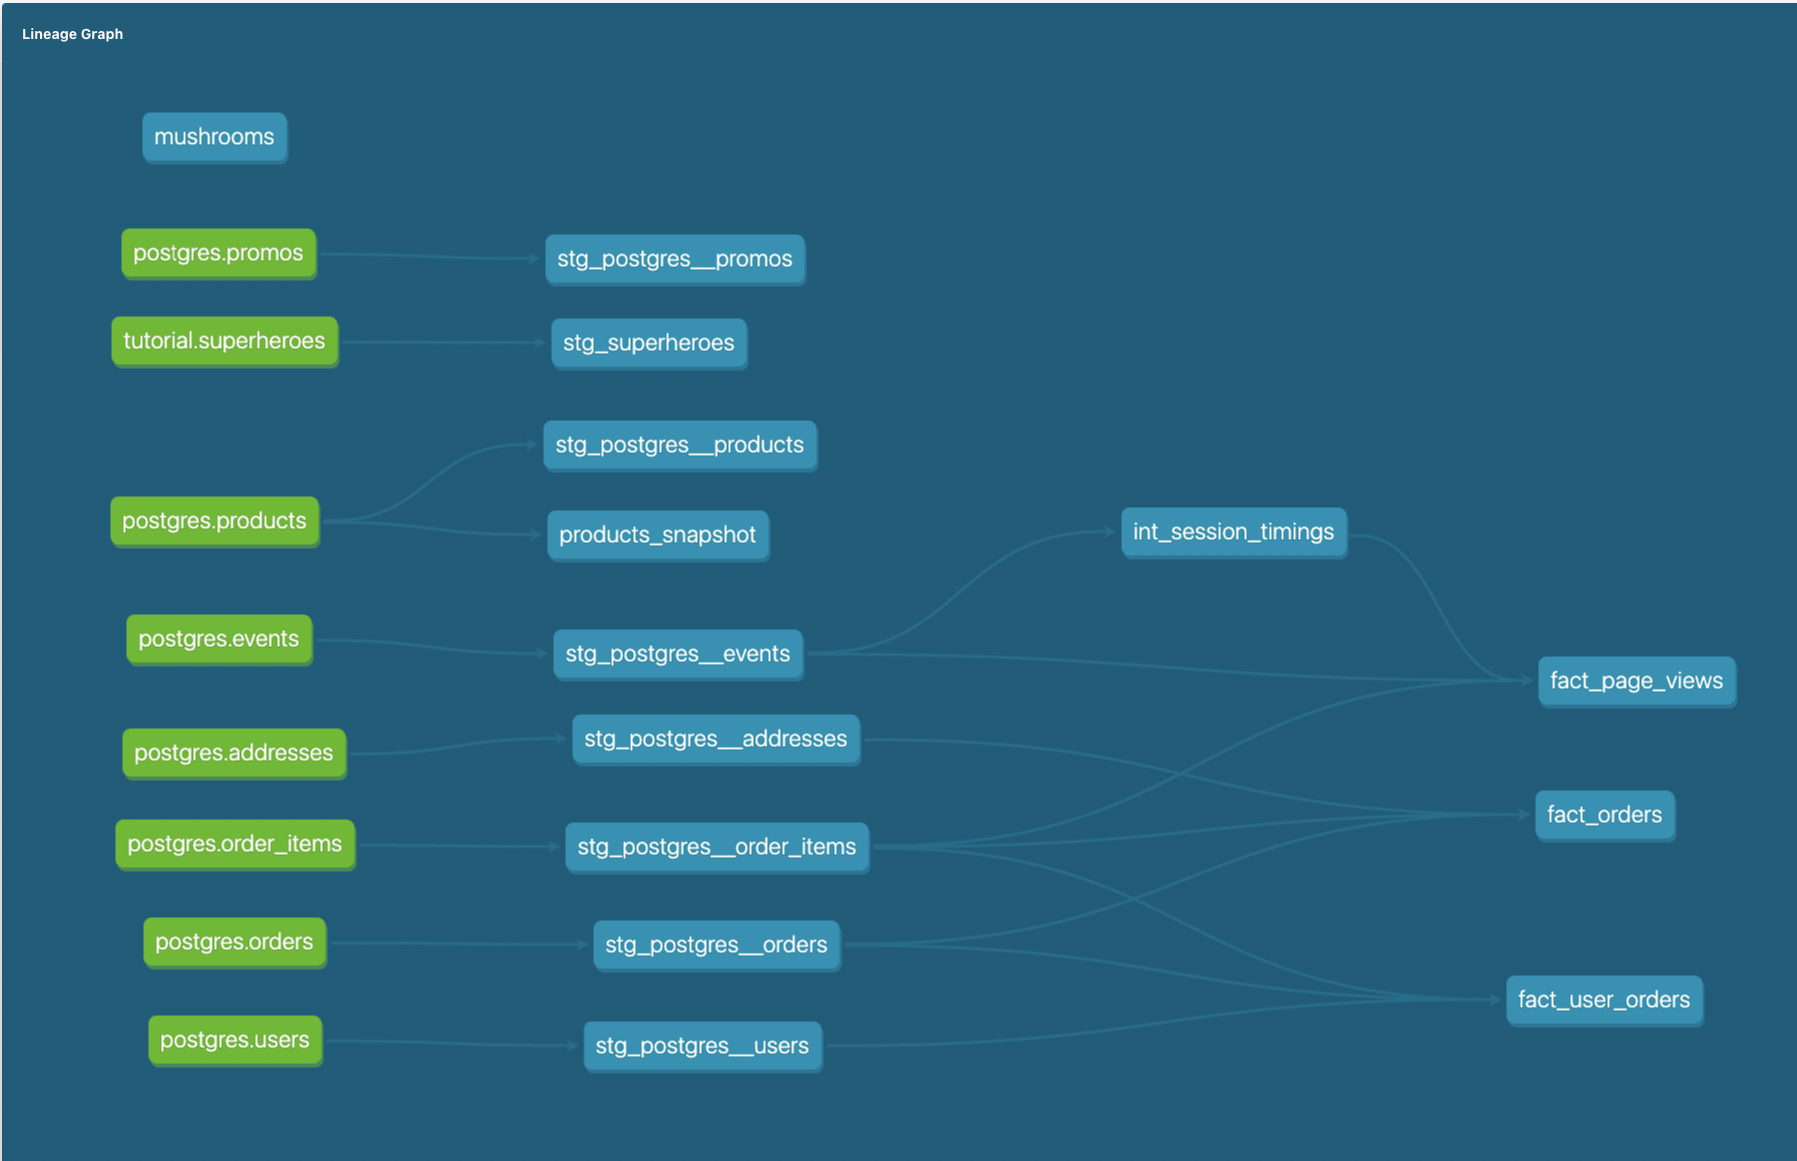 Lineage Graph
mushrooms
postgres.promos
stg_postgres__promos
tutorial.superheroes
stg_superheroes
stg_postgres__products
postgres.products
products_snapshot
int_session_timings
postgres.events
stg_postgres__events
fact_page_views
postgres.addresses
stg_postgres__addresses
fact_orders
postgres.order_items
stg_postgres__order_items
postgres.orders
stg_postgres__orders
fact_user_orders
postgres.users
stg_postgres__users